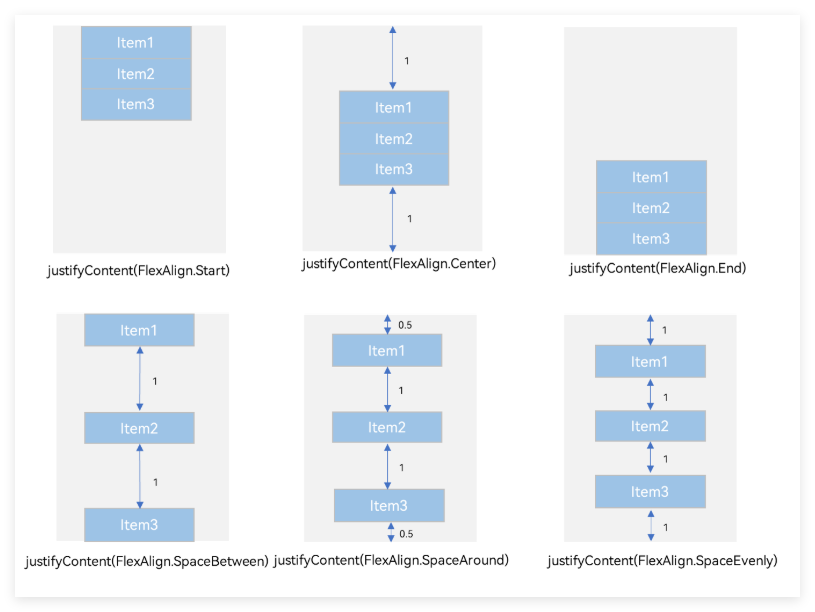 Item1
Item2
Item3
justifyContent(FlexAlign.Start)
1
Item1
Item2
Item3
1
justifyContent(FlexAlign.Center)
Item1
Item2
Item3
justifyContent(FlexAlign.End)
Item1
1
Item2
1
Item3
justifyContent(FlexAlign.SpaceBetween)
0.5
Item1
1
Item2
1
Item3
0.5
justifyContent(FlexAlign.SpaceAround)
1
Item1
1
Item2
1
Item3
1
justifyContent(FlexAlign.SpaceEvenly)